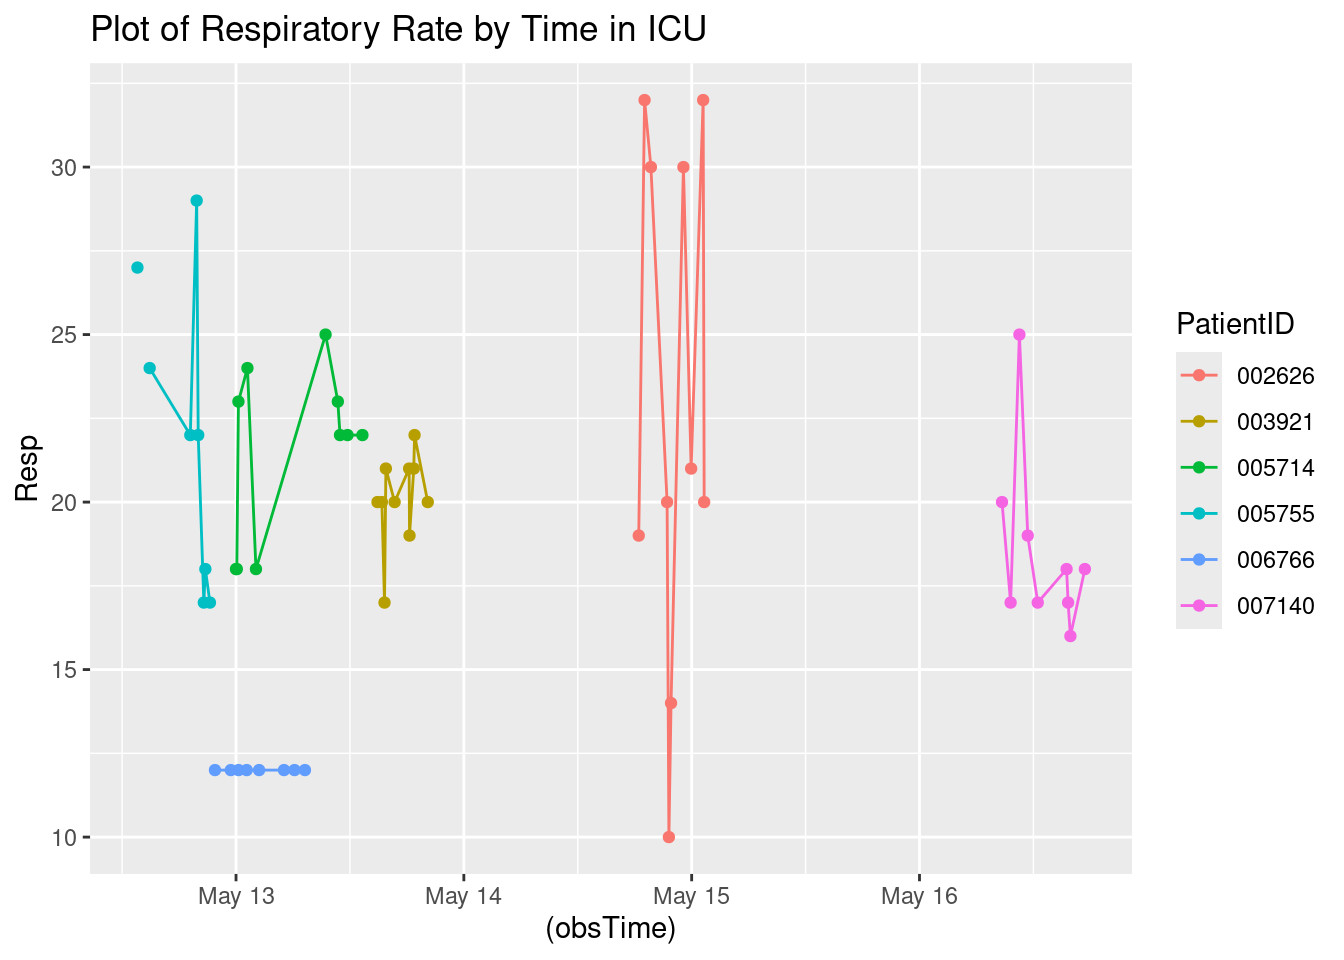 Plot of Respiratory Rate by Time in ICU
Resp
30
25
20
15
10
May 13
May 14
May 15
May 16
(obsTime)
PatientID
002626
003921
005714
005755
006766
007140